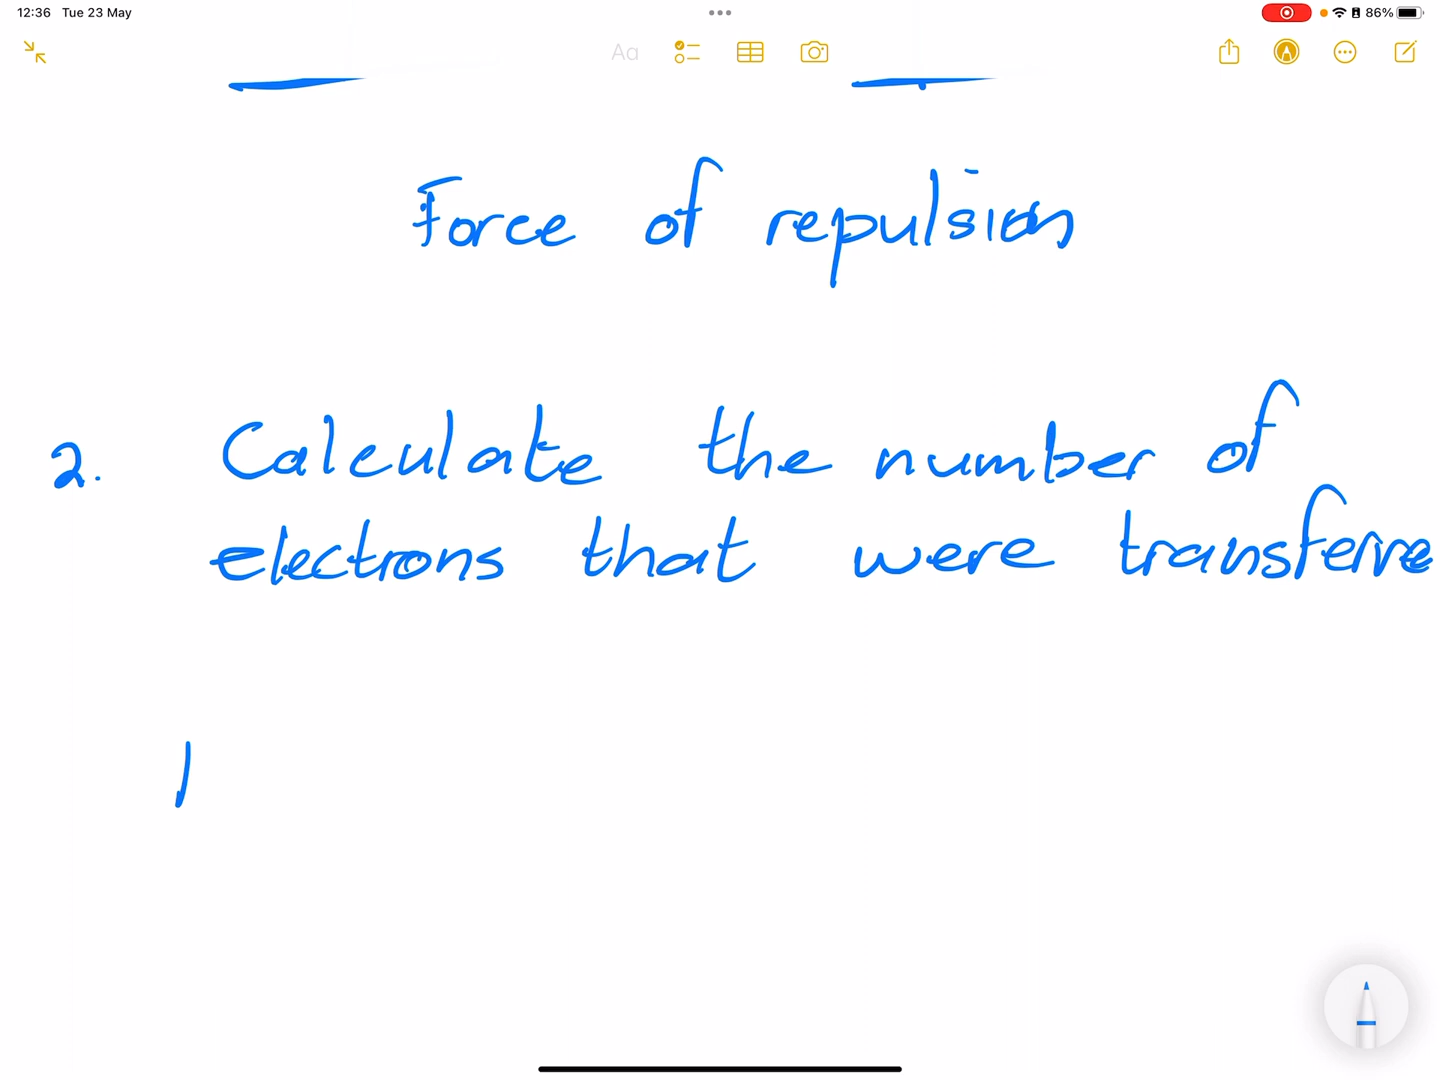 12:36 Tue 23 May
86%
Aa
Force of repulsion
2. Calculate the number of
electrons that were transferre